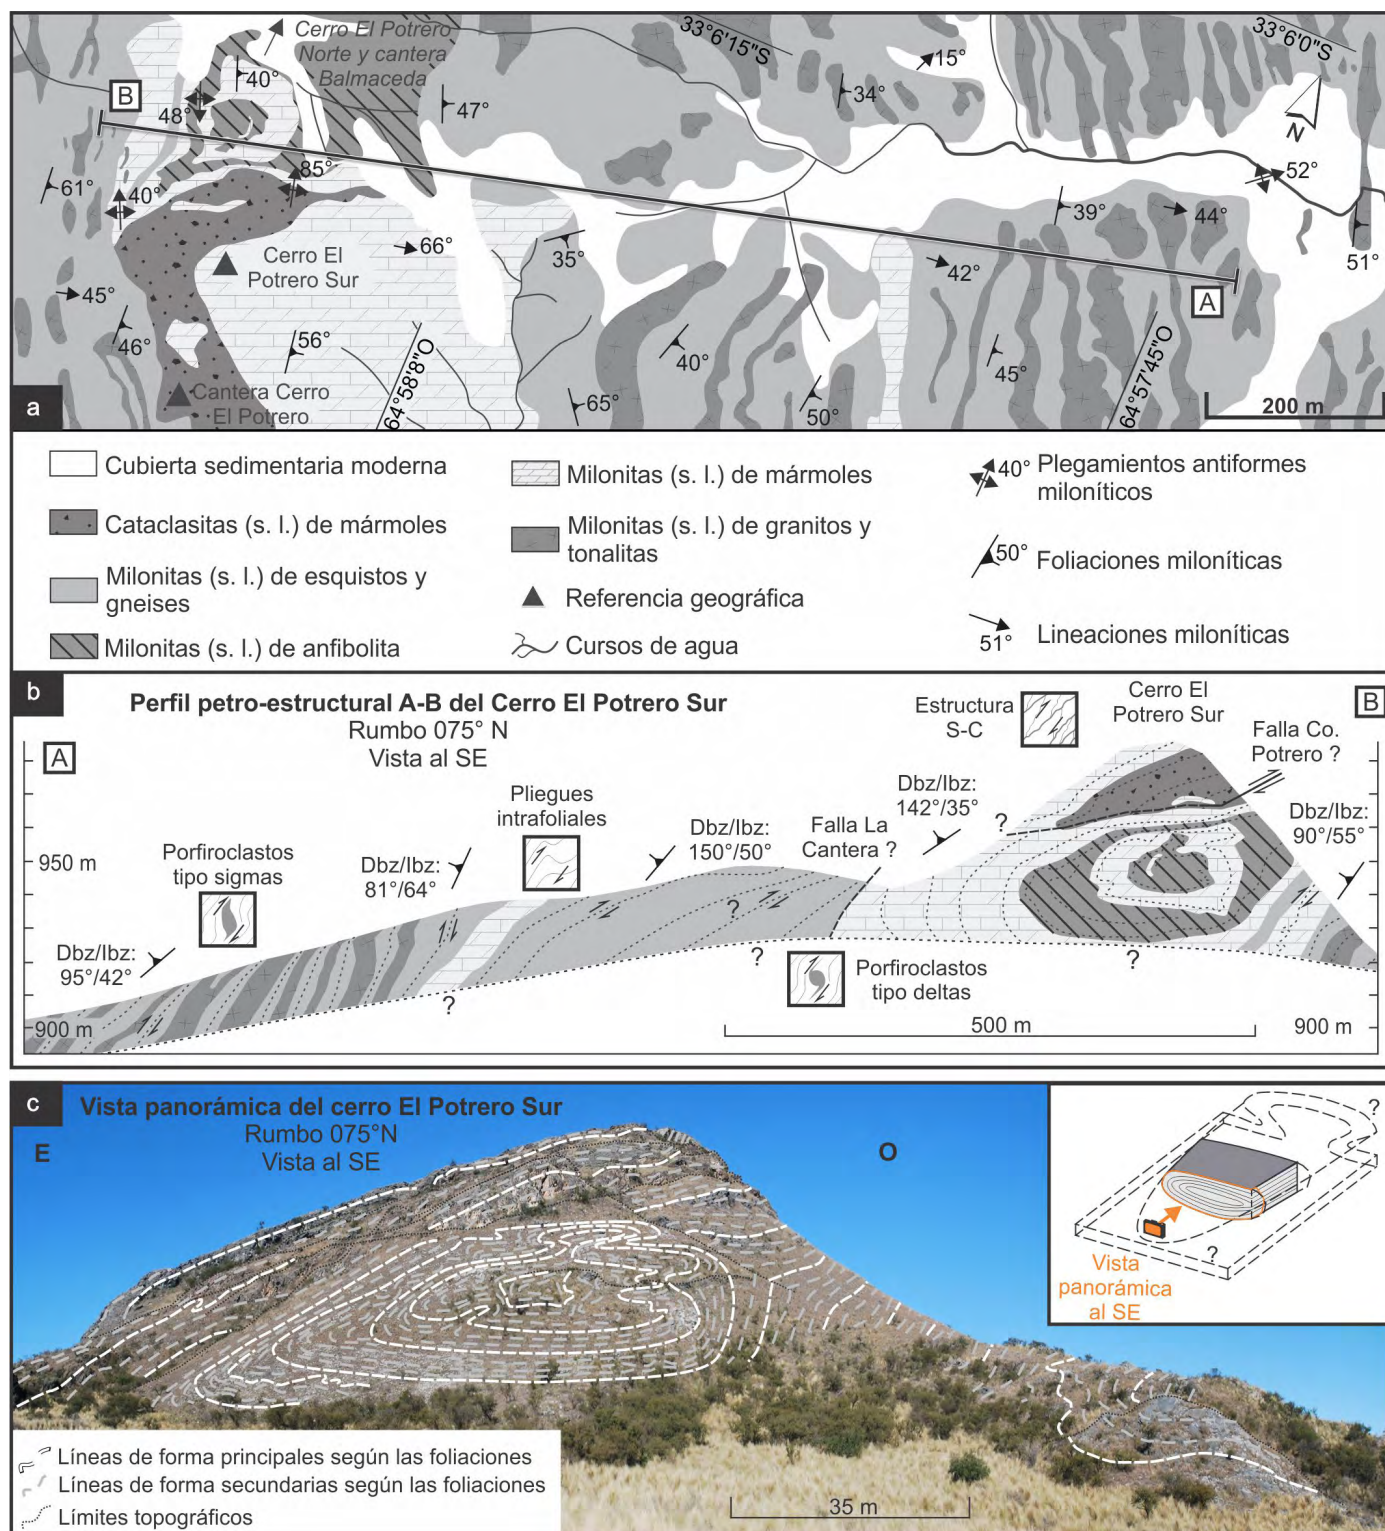 Cerro El Potrero
Norte y cantera
Balmaceda
33°6'15"S
33°6'0"S
15°
B
40°
48°
34°
47°
N
85°
52°
61°
40°
39°
44°
66°
35°
51°
Cerro El
Potrero Sur
42°
A
45°
46°
56°
40°
45°
64°58'8"O
64°57'45"O
Cantera Cerro
El Potrero
65°
50°
200 m
a
Cubierta sedimentaria moderna
Cataclasitas (s. l.) de mármoles
Milonitas (s. l.) de esquistos y
gneises
Milonitas (s. l.) de anfibolita
Milonitas (s. l.) de mármoles
Milonitas (s. l.) de granitos y
tonalitas
Referencia geográfica
Cursos de agua
40° Plegamientos antiformes
miloníticos
50° Foliaciones miloníticas
51° Lineaciones miloníticas
b
Perfil petro-estructural A-B del Cerro El Potrero Sur
Rumbo 075° N
Vista al SE
A
B
Estructura
S-C
Cerro El
Potrero Sur
Falla Co.
Potrero ?
Dbz/Ibz:
142°/35°
Pliegues
intrafoliales
Dbz/Ibz:
150°/50°
Falla La
Cantera ?
?
Dbz/Ibz:
90°/55°
950 m
Porfiroclastos
tipo sigmas
Dbz/Ibz:
81°/64°
?
Dbz/Ibz:
95°/42°
?
?
?
Porfiroclastos
tipo deltas
900 m
500 m
900 m
c
Vista panorámica del cerro El Potrero Sur
Rumbo 075°N
Vista al SE
E
O
?
?
Vista
panorámica
al SE
Líneas de forma principales según las foliaciones
Líneas de forma secundarias según las foliaciones
Límites topográficos
35 m